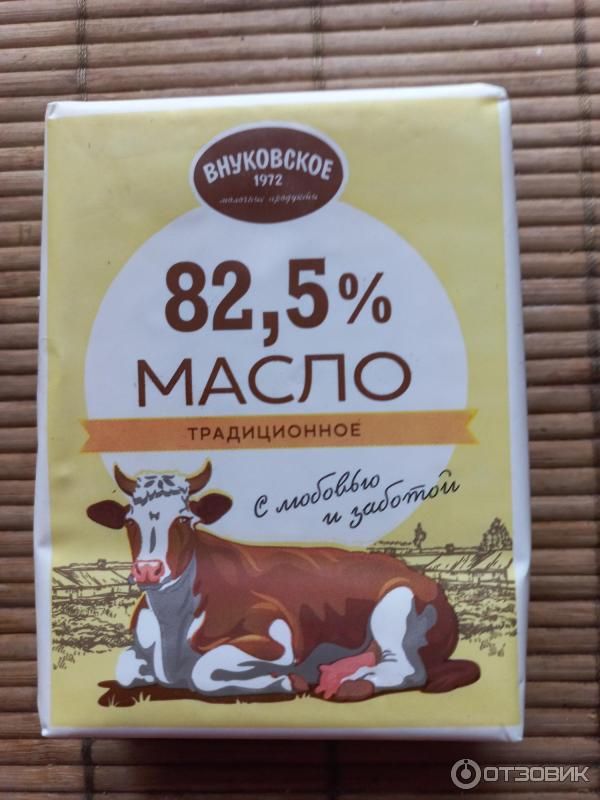 ВНУКОВСКОЕ
1972
молочные продукты
82,5%
МАСЛО
ТРАДИЦИОННОЕ
С любовью
и заботой
ОТЗОВИК